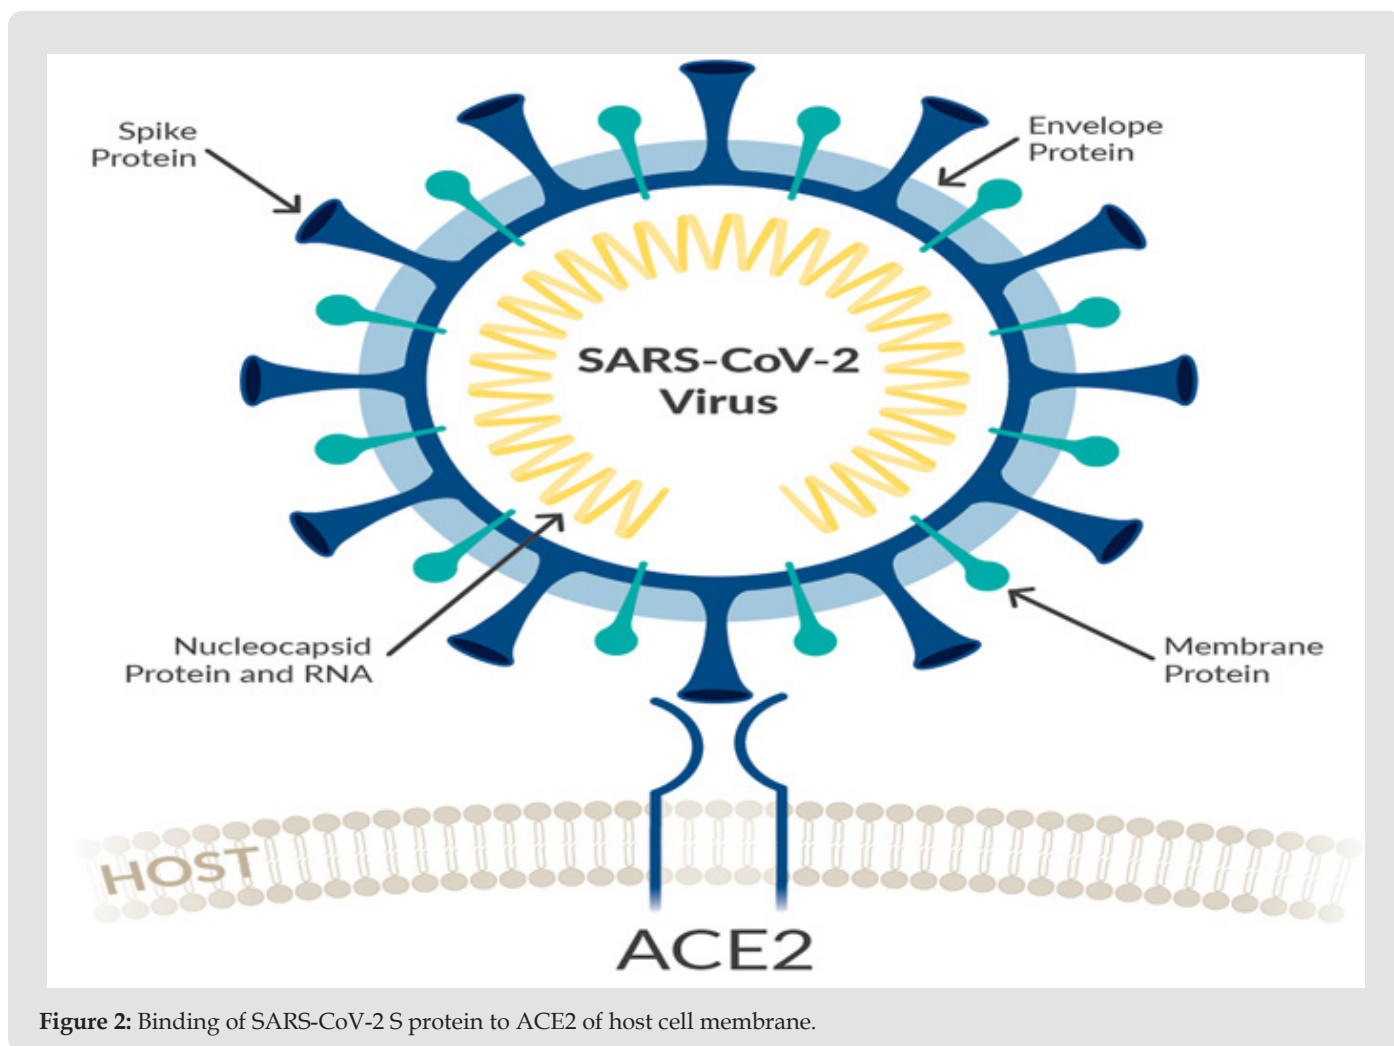 Spike
Protein
Envelope
Protein
SARS-CoV-2
Virus
Nucleocapsid
Protein and RNA
Membrane
Protein
HOST
ACE2
Figure 2: Binding of SARS-CoV-2 S protein to ACE2 of host cell membrane.